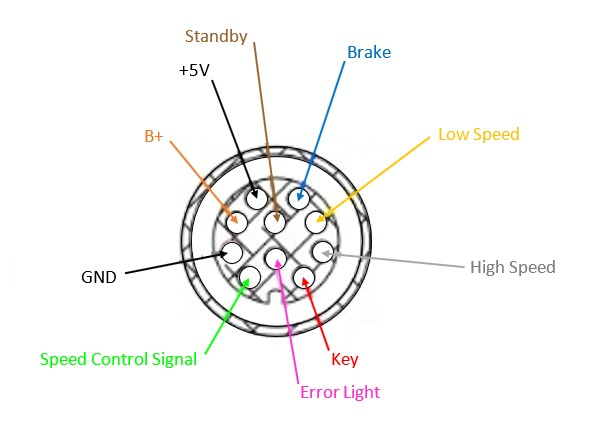 Standby
Brake
+5V
B+
Low Speed
GND
High Speed
Speed Control Signal
Key
Error Light